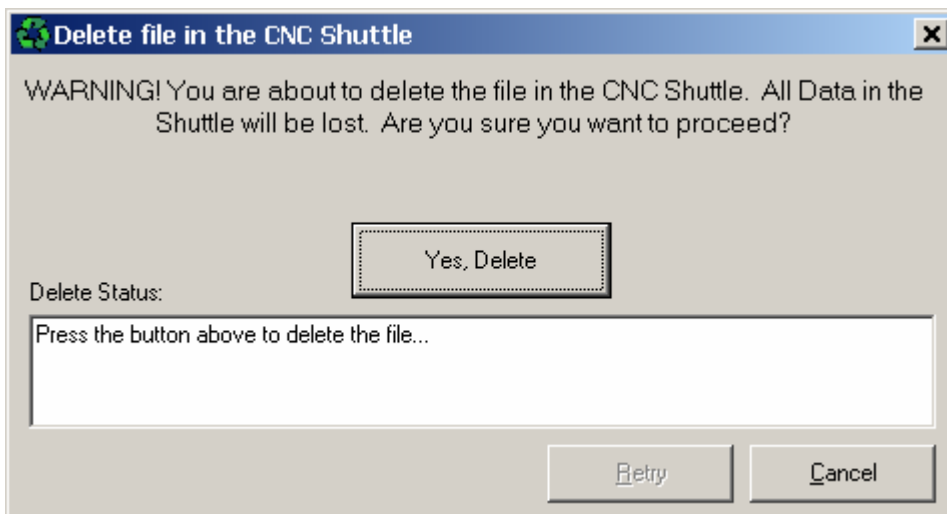 Delete file in the CNC Shuttle
WARNING! You are about to delete the file in the CNC Shuttle.  All Data in the
Shuttle will be lost.  Are you sure you want to proceed?
Yes, Delete
Delete Status:
Press the button above to delete the file...
Retry
Cancel